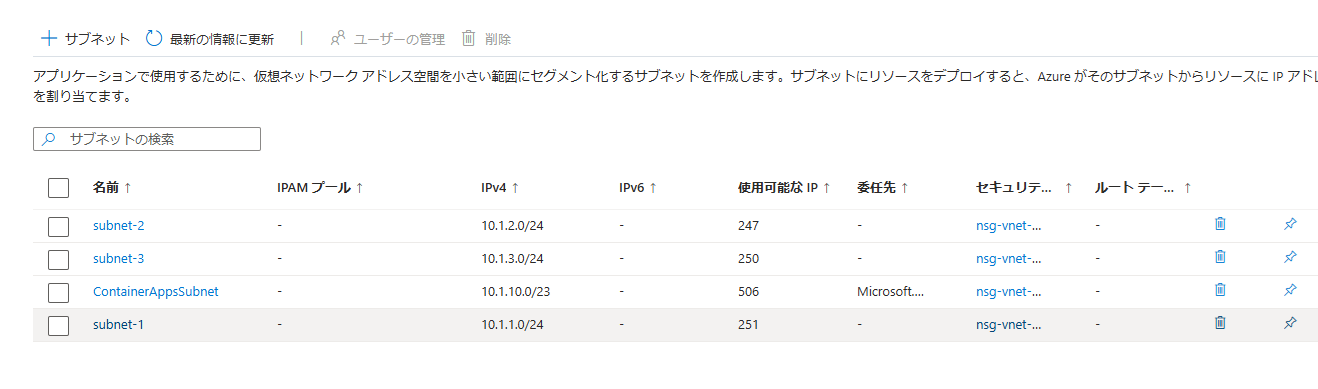 サブネット 最新の情報に更新 ユーザーの管理 削除
アプリケーションで使用するために、仮想ネットワーク アドレス空間を小さい範囲にセグメント化するサブネットを作成します。サブネットにリソースをデプロイすると、Azure がそのサブネットからリソースに IP アドレ
を割り当てます。
サブネットの検索
名前 ↑ IPAM プール ↑ IPv4 ↑ IPv6 ↑ 使用可能な IP ↑ 委任先 ↑ セキュリテ... ↑ ルート テー... ↑
subnet-2 - 10.1.2.0/24 - 247 - nsg-vnet-... -
subnet-3 - 10.1.3.0/24 - 250 - nsg-vnet-... -
ContainerAppsSubnet - 10.1.10.0/23 - 506 Microsoft.... nsg-vnet-... -
subnet-1 - 10.1.1.0/24 - 251 - nsg-vnet-... -